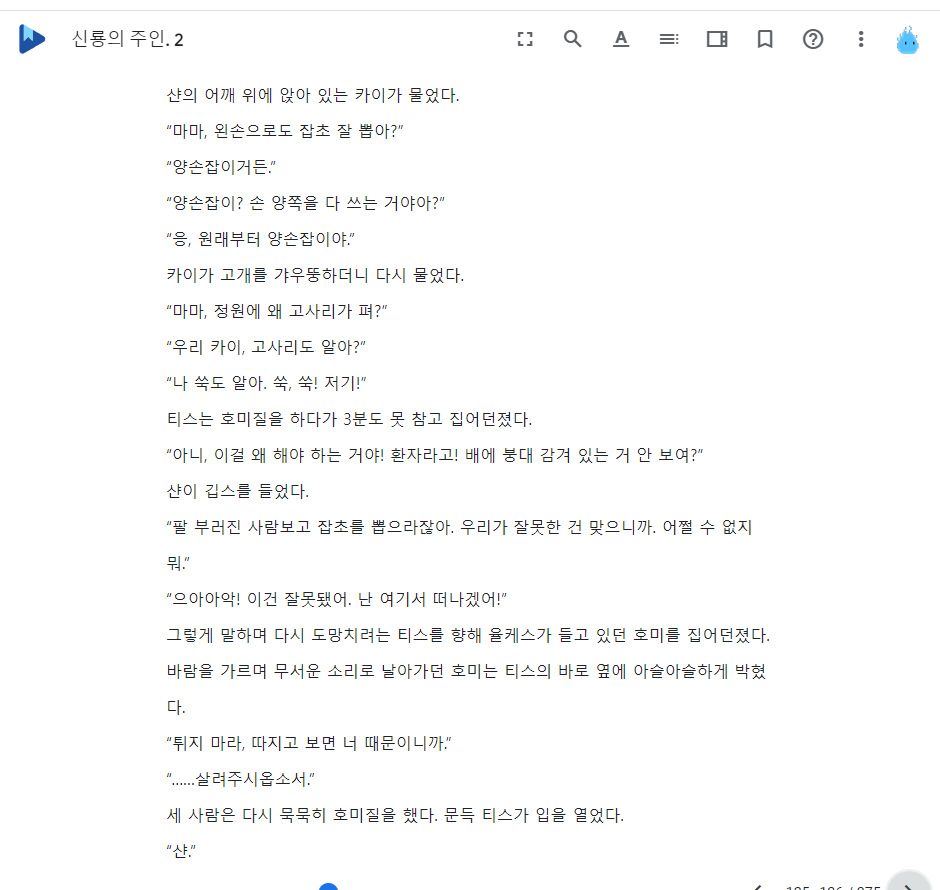 신룡의 주인. 2
샨의 어깨 위에 앉아 있는 카이가 물었다.
“마마, 왼손으로도 잡초 잘 뽑아?”
“양손잡이거든.”
“양손잡이? 손 양쪽을 다 쓰는 거야아?”
“응, 원래부터 양손잡이야.”
카이가 고개를 갸우뚱하더니 다시 물었다.
“마마, 정원에 왜 고사리가 펴?”
“우리 카이, 고사리도 알아?”
“나 쑥도 알아. 쑥, 쑥! 저기!”
티스는 호미질을 하다가 3분도 못 참고 집어던졌다.
“아니, 이걸 왜 해야 하는 거야! 환자라고! 배에 붕대 감겨 있는 거 안 보여?”
샨이 깁스를 들었다.
“팔 부러진 사람보고 잡초를 뽑으라잖아. 우리가 잘못한 건 맞으니까. 어쩔 수 없지
뭐.”
“으아아악! 이건 잘못됐어. 난 여기서 떠나겠어!”
그렇게 말하며 다시 도망치려는 티스를 향해 율케스가 들고 있던 호미를 집어던졌다.
바람을 가르며 무서운 소리로 날아가던 호미는 티스의 바로 옆에 아슬아슬하게 박혔
다.
“튀지 마라, 따지고 보면 너 때문이니까.”
“……살려주시옵소서.”
세 사람은 다시 묵묵히 호미질을 했다. 문득 티스가 입을 열었다.
“샨.”